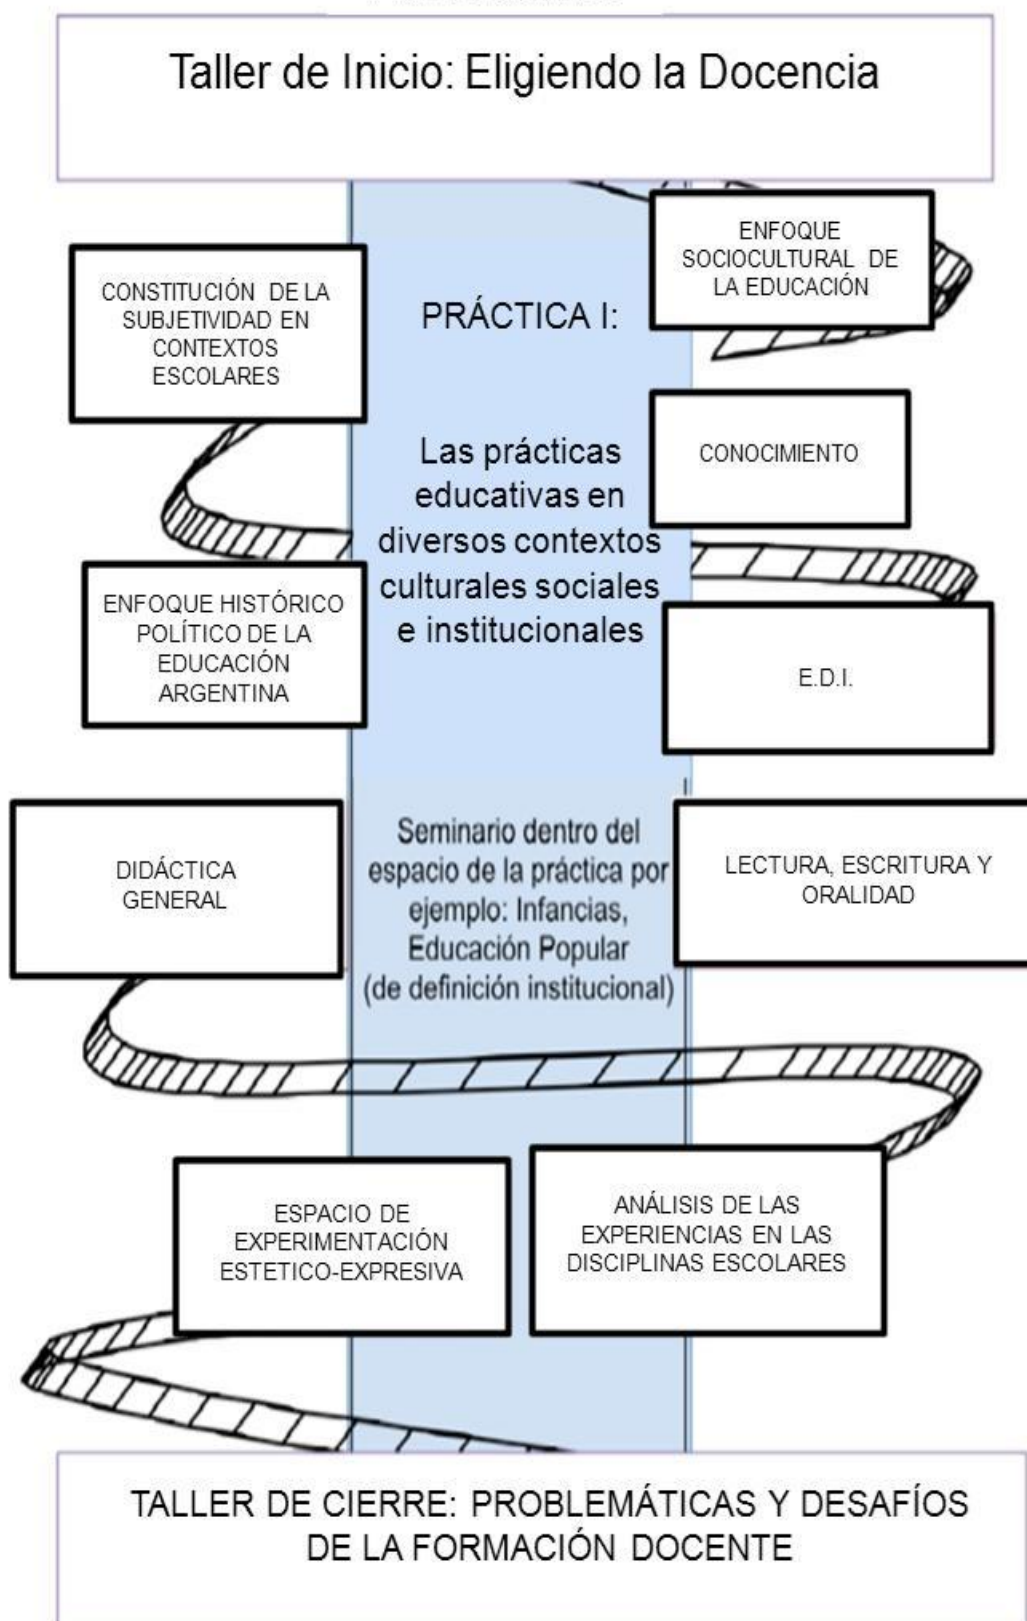 Taller de Inicio: Eligiendo la Docencia
ENFOQUE
SOCIOCULTURAL DE
LA EDUCACIÓN
CONSTITUCIÓN DE LA
SUBJETIVIDAD EN
CONTEXTOS
ESCOLARES
PRÁCTICA I:
Las prácticas
educativas en
diversos contextos
culturales sociales
e institucionales
CONOCIMIENTO
ENFOQUE HISTÓRICO
POLÍTICO DE LA
EDUCACIÓN
ARGENTINA
E.D.I.
DIDÁCTICA
GENERAL
Seminario dentro del
espacio de la práctica por
ejemplo: Infancias,
Educación Popular
(de definición institucional)
LECTURA, ESCRITURA Y
ORALIDAD
ESPACIO DE
EXPERIMENTACIÓN
ESTETICO-EXPRESIVA
ANÁLISIS DE LAS
EXPERIENCIAS EN LAS
DISCIPLINAS ESCOLARES
TALLER DE CIERRE: PROBLEMÁTICAS Y DESAFÍOS
DE LA FORMACIÓN DOCENTE